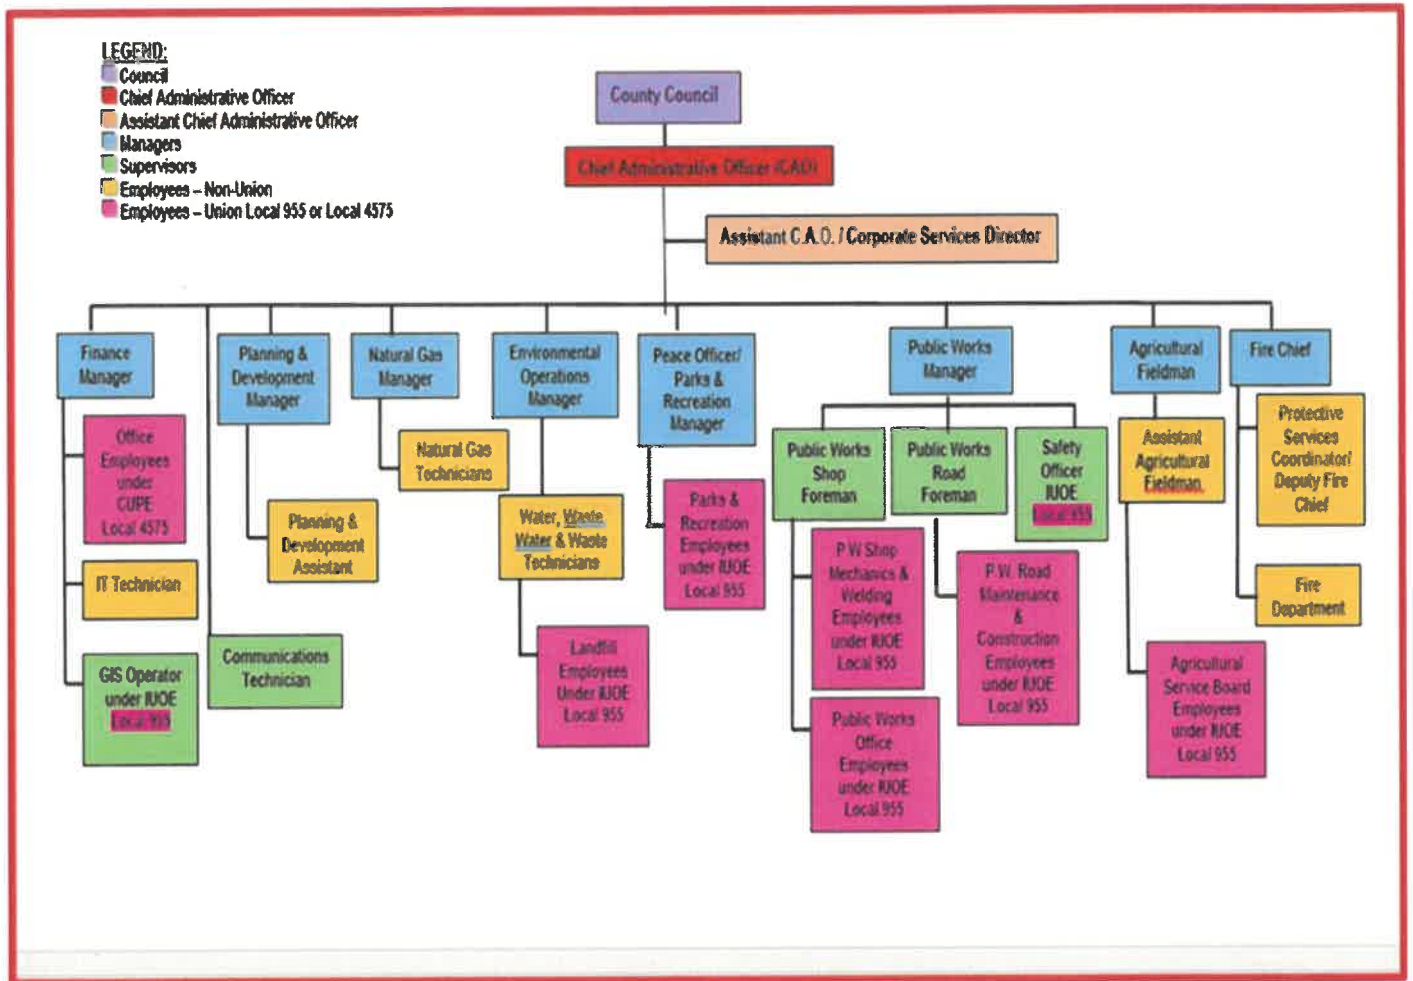 LEGEND:
Council
Chief Administrative Officer
Assistant Chief Administrative Officer
Managers
Supervisors
Employees – Non-Union
Employees – Union Local 955 or Local 4575
County Council
Chief Administrative Officer (CAO)
Assistant C.A.O. / Corporate Services Director
Finance
Manager
Planning &
Development
Manager
Natural Gas
Manager
Environmental
Operations
Manager
Peace Officer/
Parks &
Recreation
Manager
Public Works
Manager
Agricultural
Fieldman
Fire Chief
Office
Employees
under
CUPE
Local 4575
IT Technician
GIS Operator
under IUOE
Local 955
Communications
Technician
Planning &
Development
Assistant
Natural Gas
Technicians
Water, Waste
Water & Waste
Technicians
Landfill
Employees
Under IUOE
Local 955
Parks &
Recreation
Employees
under IUOE
Local 955
Public Works
Shop
Foreman
Public Works
Road
Foreman
Safety
Officer
IUOE
Local 955
P.W Shop
Mechanics &
Welding
Employees
under IUOE
Local 955
Public Works
Office
Employees
under IUOE
Local 955
P.W. Road
Maintenance
&
Construction
Employees
under IUOE
Local 955
Assistant
Agricultural
Fieldman
Agricultural
Service Board
Employees
under IUOE
Local 955
Protective
Services
Coordinator/
Deputy Fire
Chief
Fire
Department